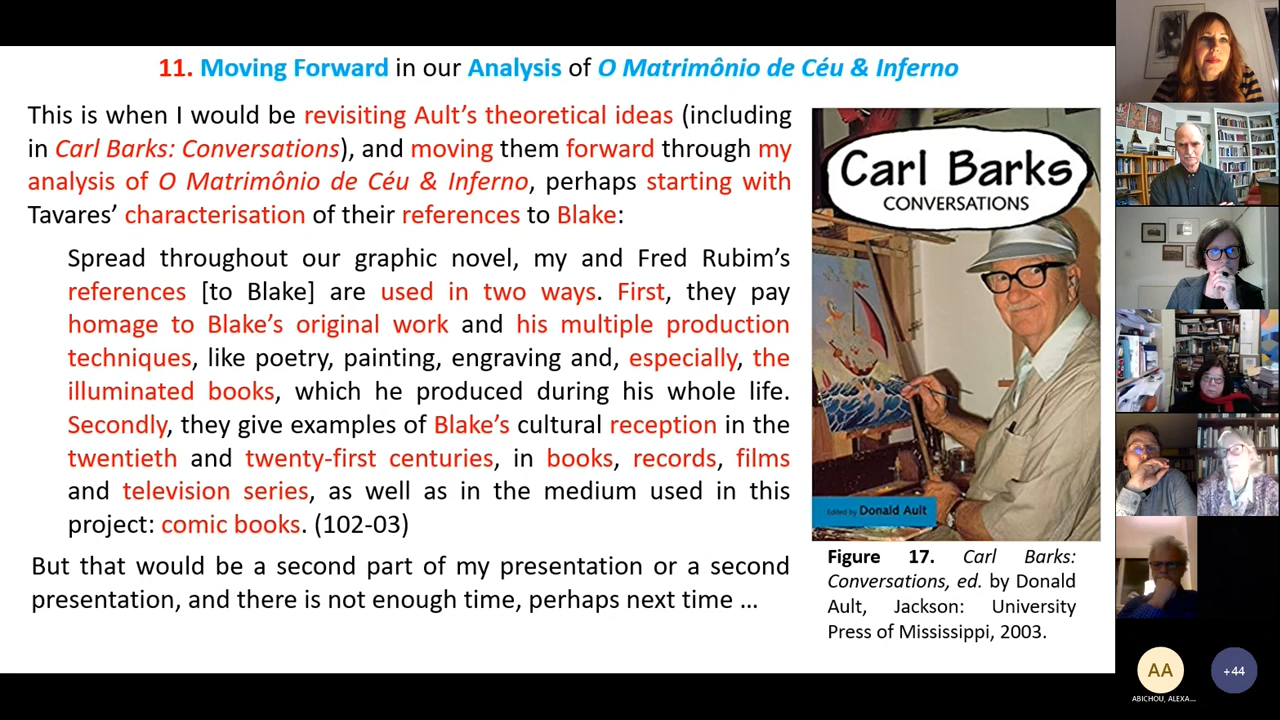 11. Moving Forward in our Analysis of O Matrimônio de Céu & Inferno
This is when I would be revisiting Ault's theoretical ideas (including
in Carl Barks: Conversations), and moving them forward through my
analysis of O Matrimônio de Céu & Inferno, perhaps starting with
Tavares' characterisation of their references to Blake:
Spread throughout our graphic novel, my and Fred Rubim's
references [to Blake] are used in two ways. First, they pay
homage to Blake's original work and his multiple production
techniques, like poetry, painting, engraving and, especially, the
illuminated books, which he produced during his whole life.
Secondly, they give examples of Blake's cultural reception in the
twentieth and twenty-first centuries, in books, records, films
and television series, as well as in the medium used in this
project: comic books. (102-03)
But that would be a second part of my presentation or a second
presentation, and there is not enough time, perhaps next time ...
Carl Barks
CONVERSATIONS
Edited by Donald Ault
Figure 17. Carl Barks:
Conversations, ed. by Donald
Ault, Jackson: University
Press of Mississippi, 2003.
AA
+44
ABICHOU, ALEXA...